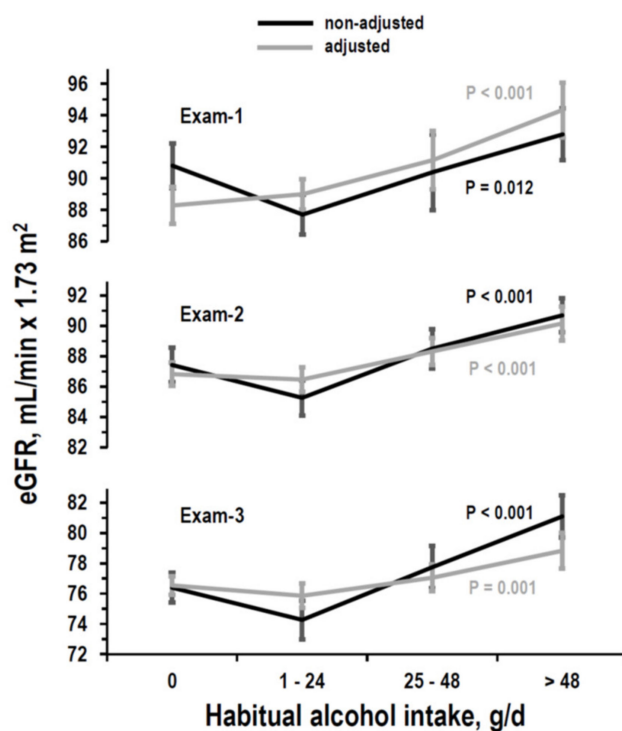 non-adjusted
adjusted
96
94
92
90
88
86
Exam-1
P < 0.001
P = 0.012
92
90
88
86
84
82
Exam-2
P < 0.001
P < 0.001
82
80
78
76
74
72
Exam-3
P < 0.001
P = 0.001
eGFR, mL/min x 1.73 m²
0 1 - 24 25 - 48 > 48
Habitual alcohol intake, g/d